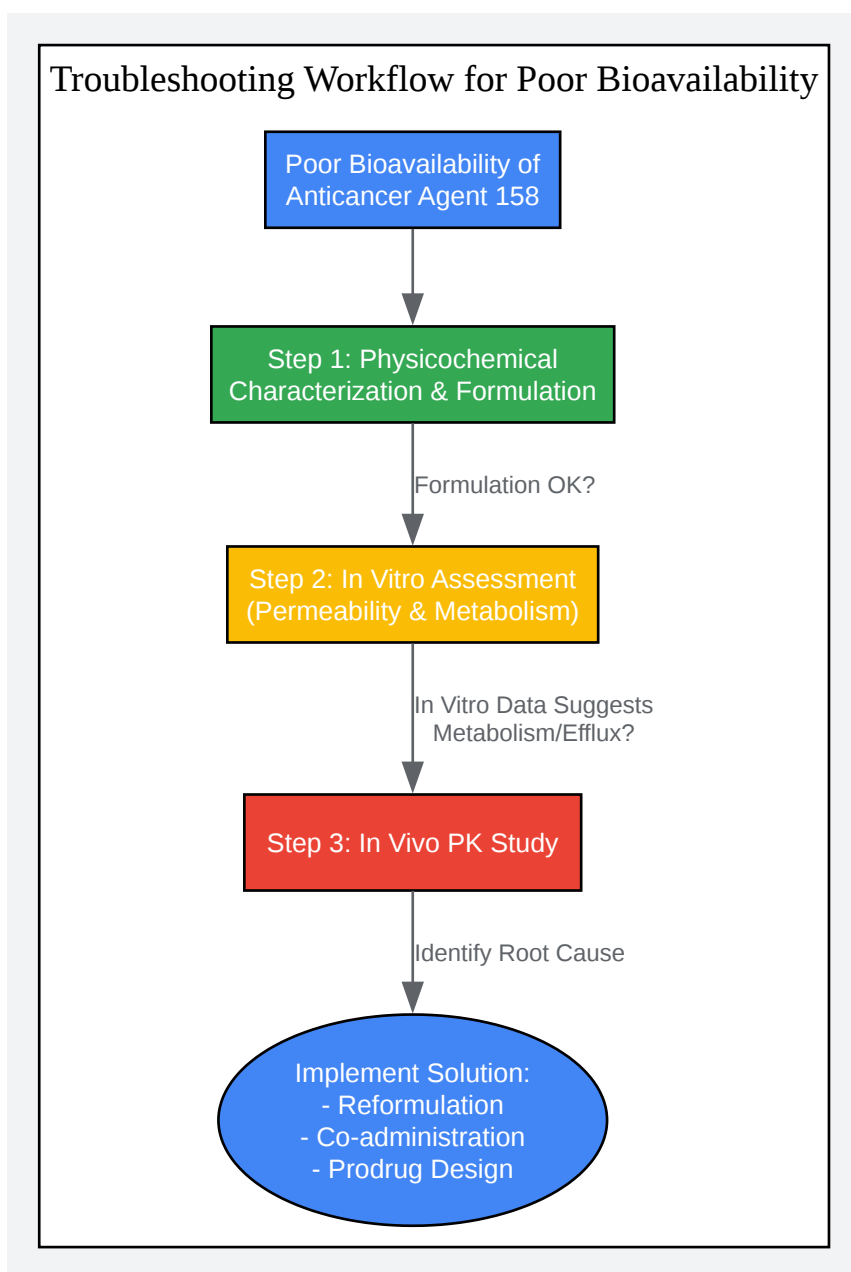 Troubleshooting Workflow for Poor Bioavailability
Poor Bioavailability of
Anticancer Agent 158
Step 1: Physicochemical
Characterization & Formulation
Formulation OK?
Step 2: In Vitro Assessment
(Permeability & Metabolism)
In Vitro Data Suggests
Metabolism/Efflux?
Step 3: In Vivo PK Study
Identify Root Cause
Implement Solution:
- Reformulation
- Co-administration
- Prodrug Design